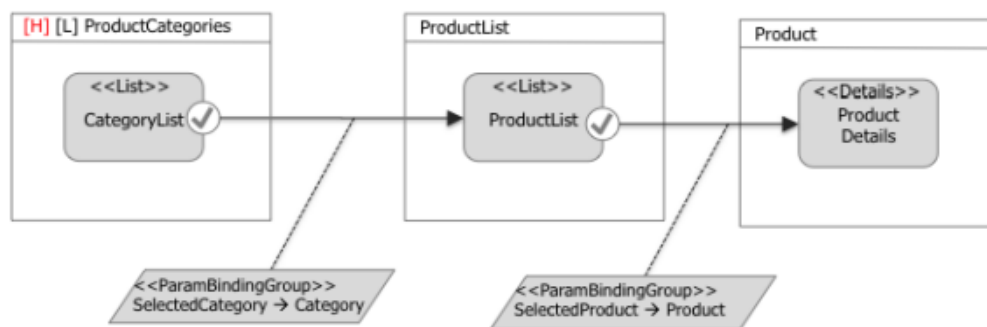 [H] [L] ProductCategories
<<List>>
CategoryList
ProductList
<<List>>
ProductList
Product
<<Details>>
Product
Details
<<ParamBindingGroup>>
SelectedCategory → Category
<<ParamBindingGroup>>
SelectedProduct → Product